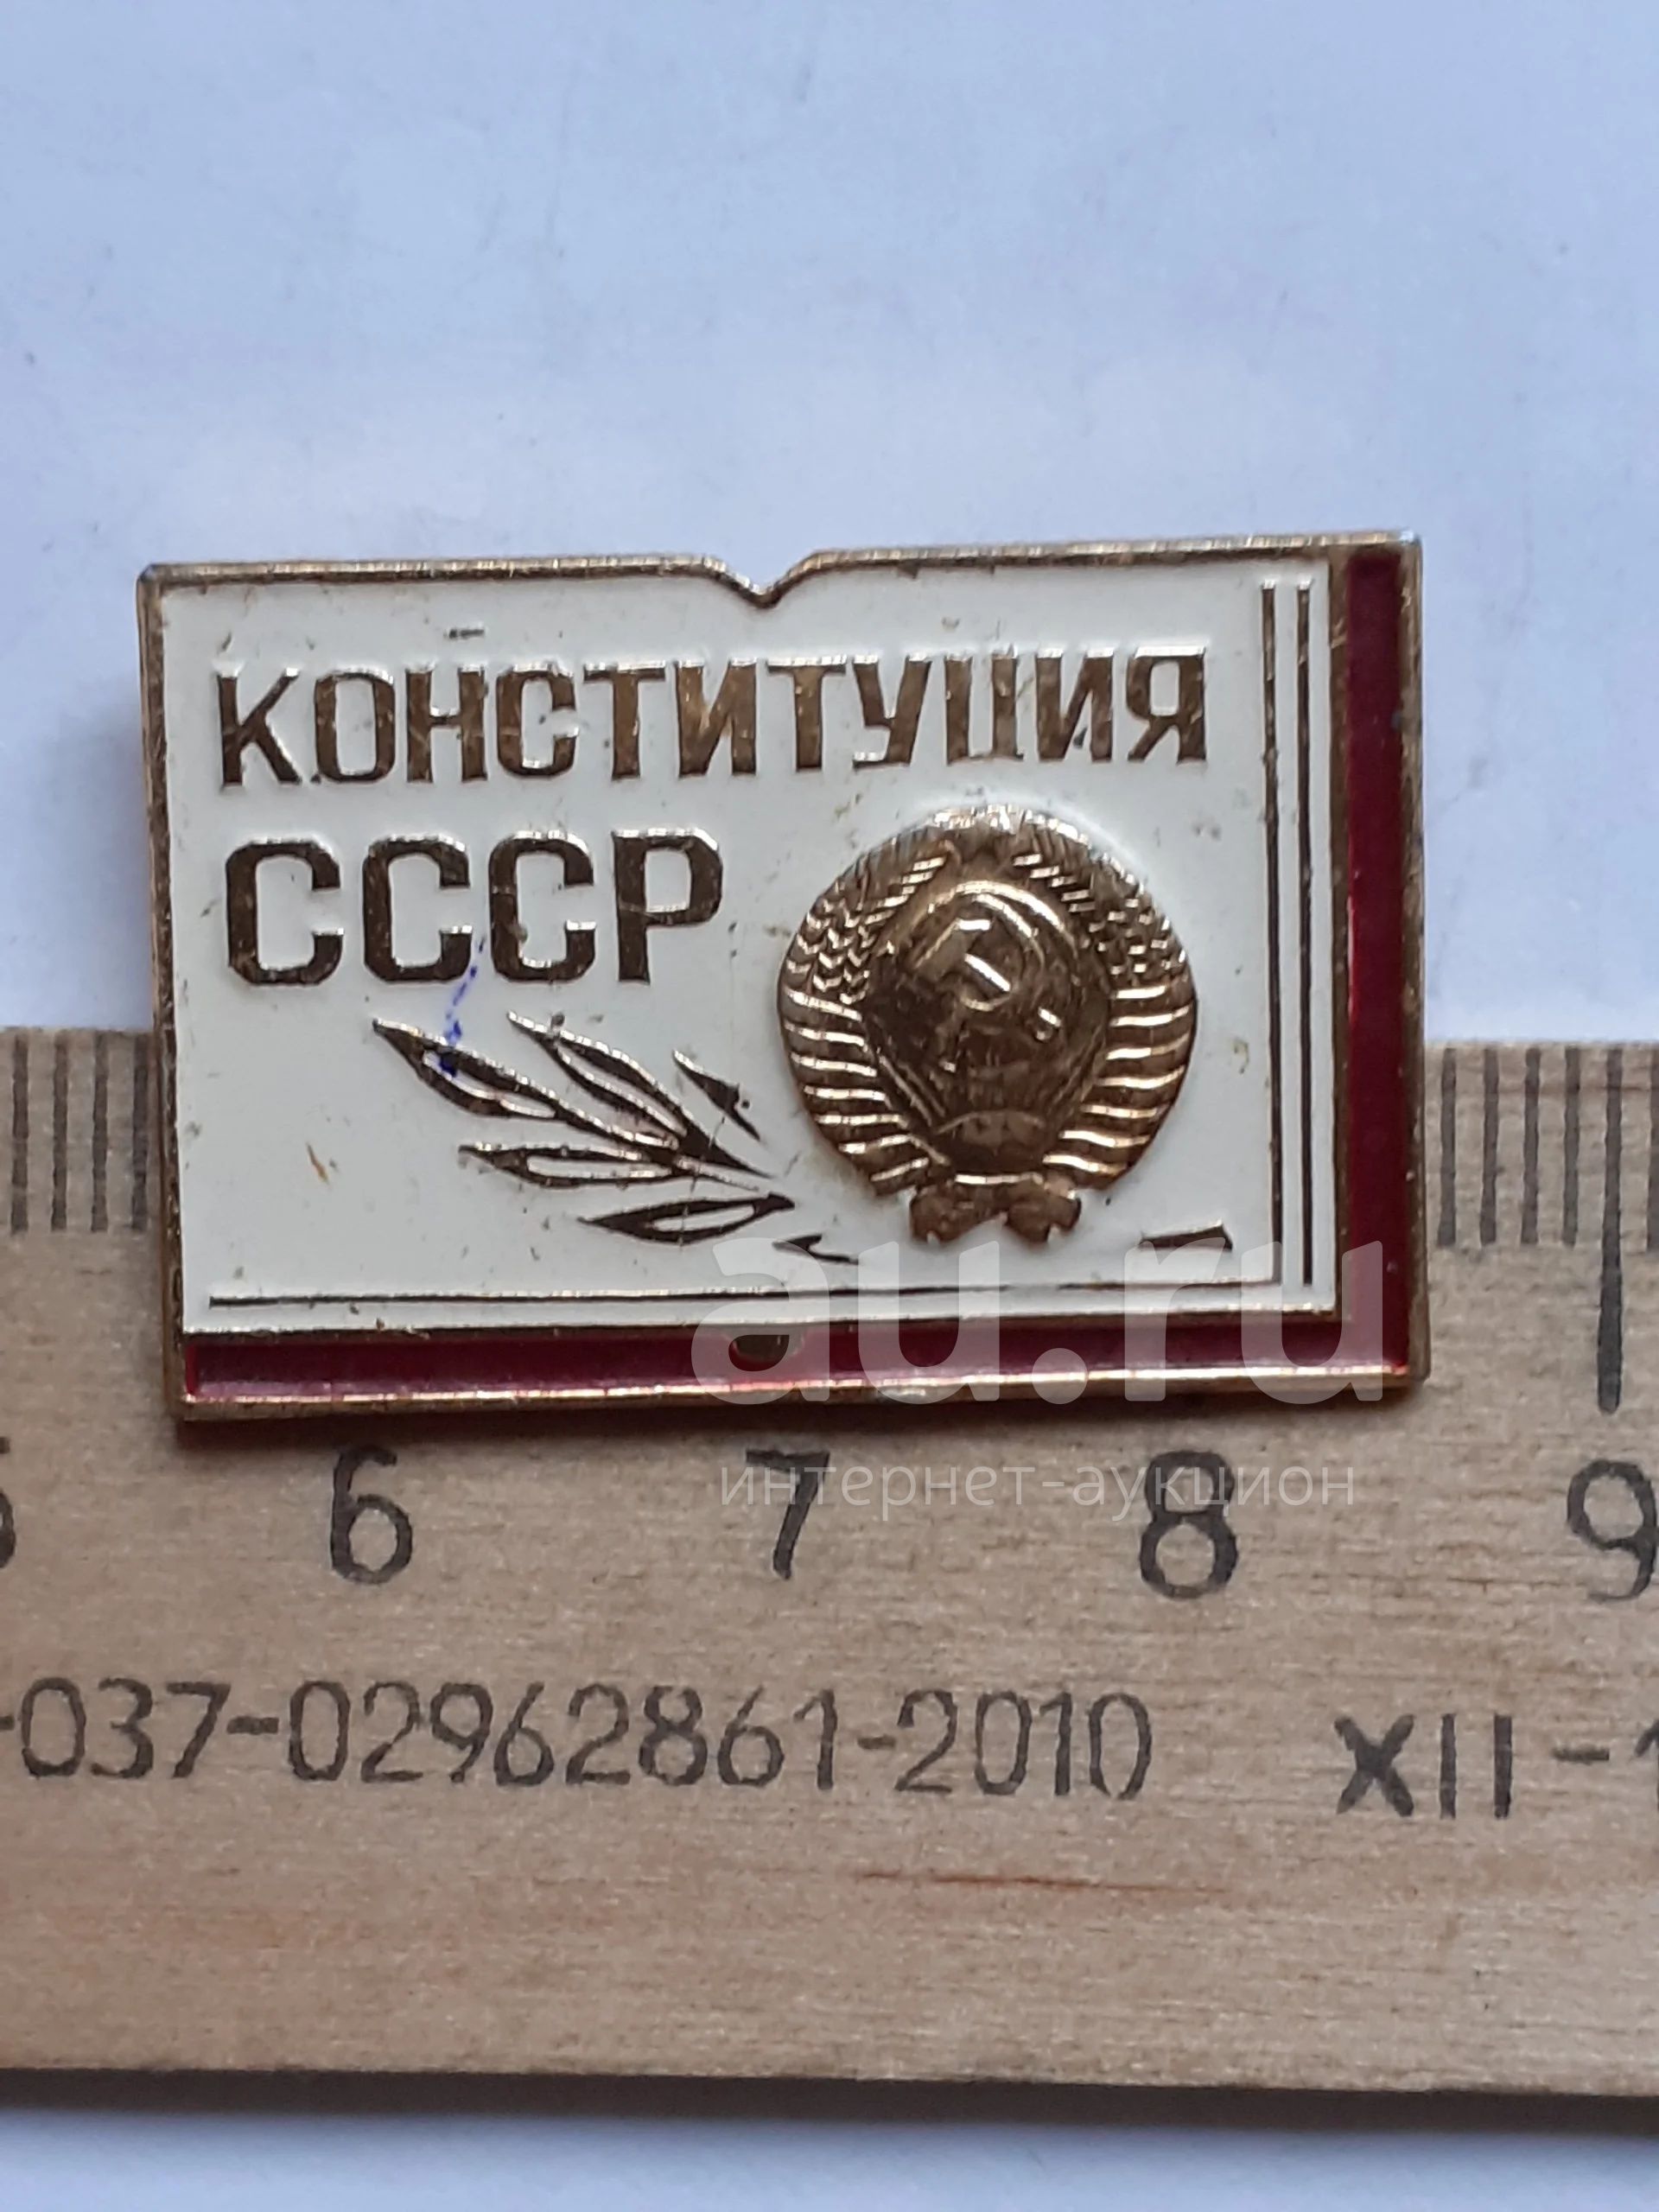 КОНСТИТУЦИЯ
СССР
au.ru
интернет-аукцион
6 7 8 9
-037-02962861-2010 XII-1